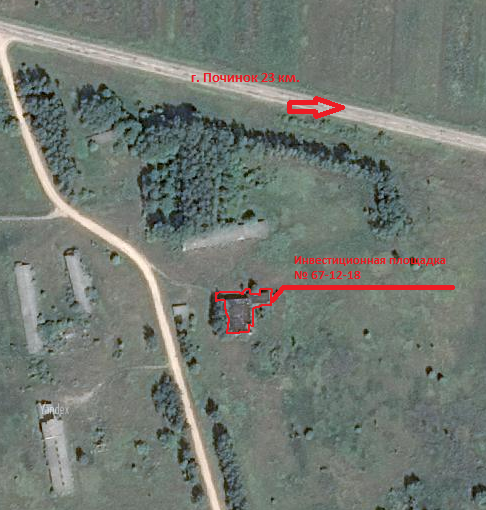 г. Починок 23 км.
Инвестиционная площадка
№ 67-12-18
Yandex